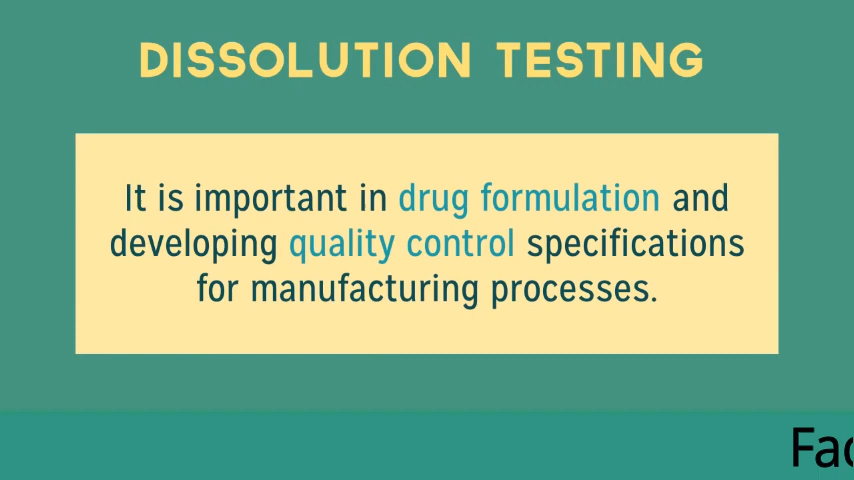 DISSOLUTION TESTING
It is important in drug formulation and
developing quality control specifications
for manufacturing processes.